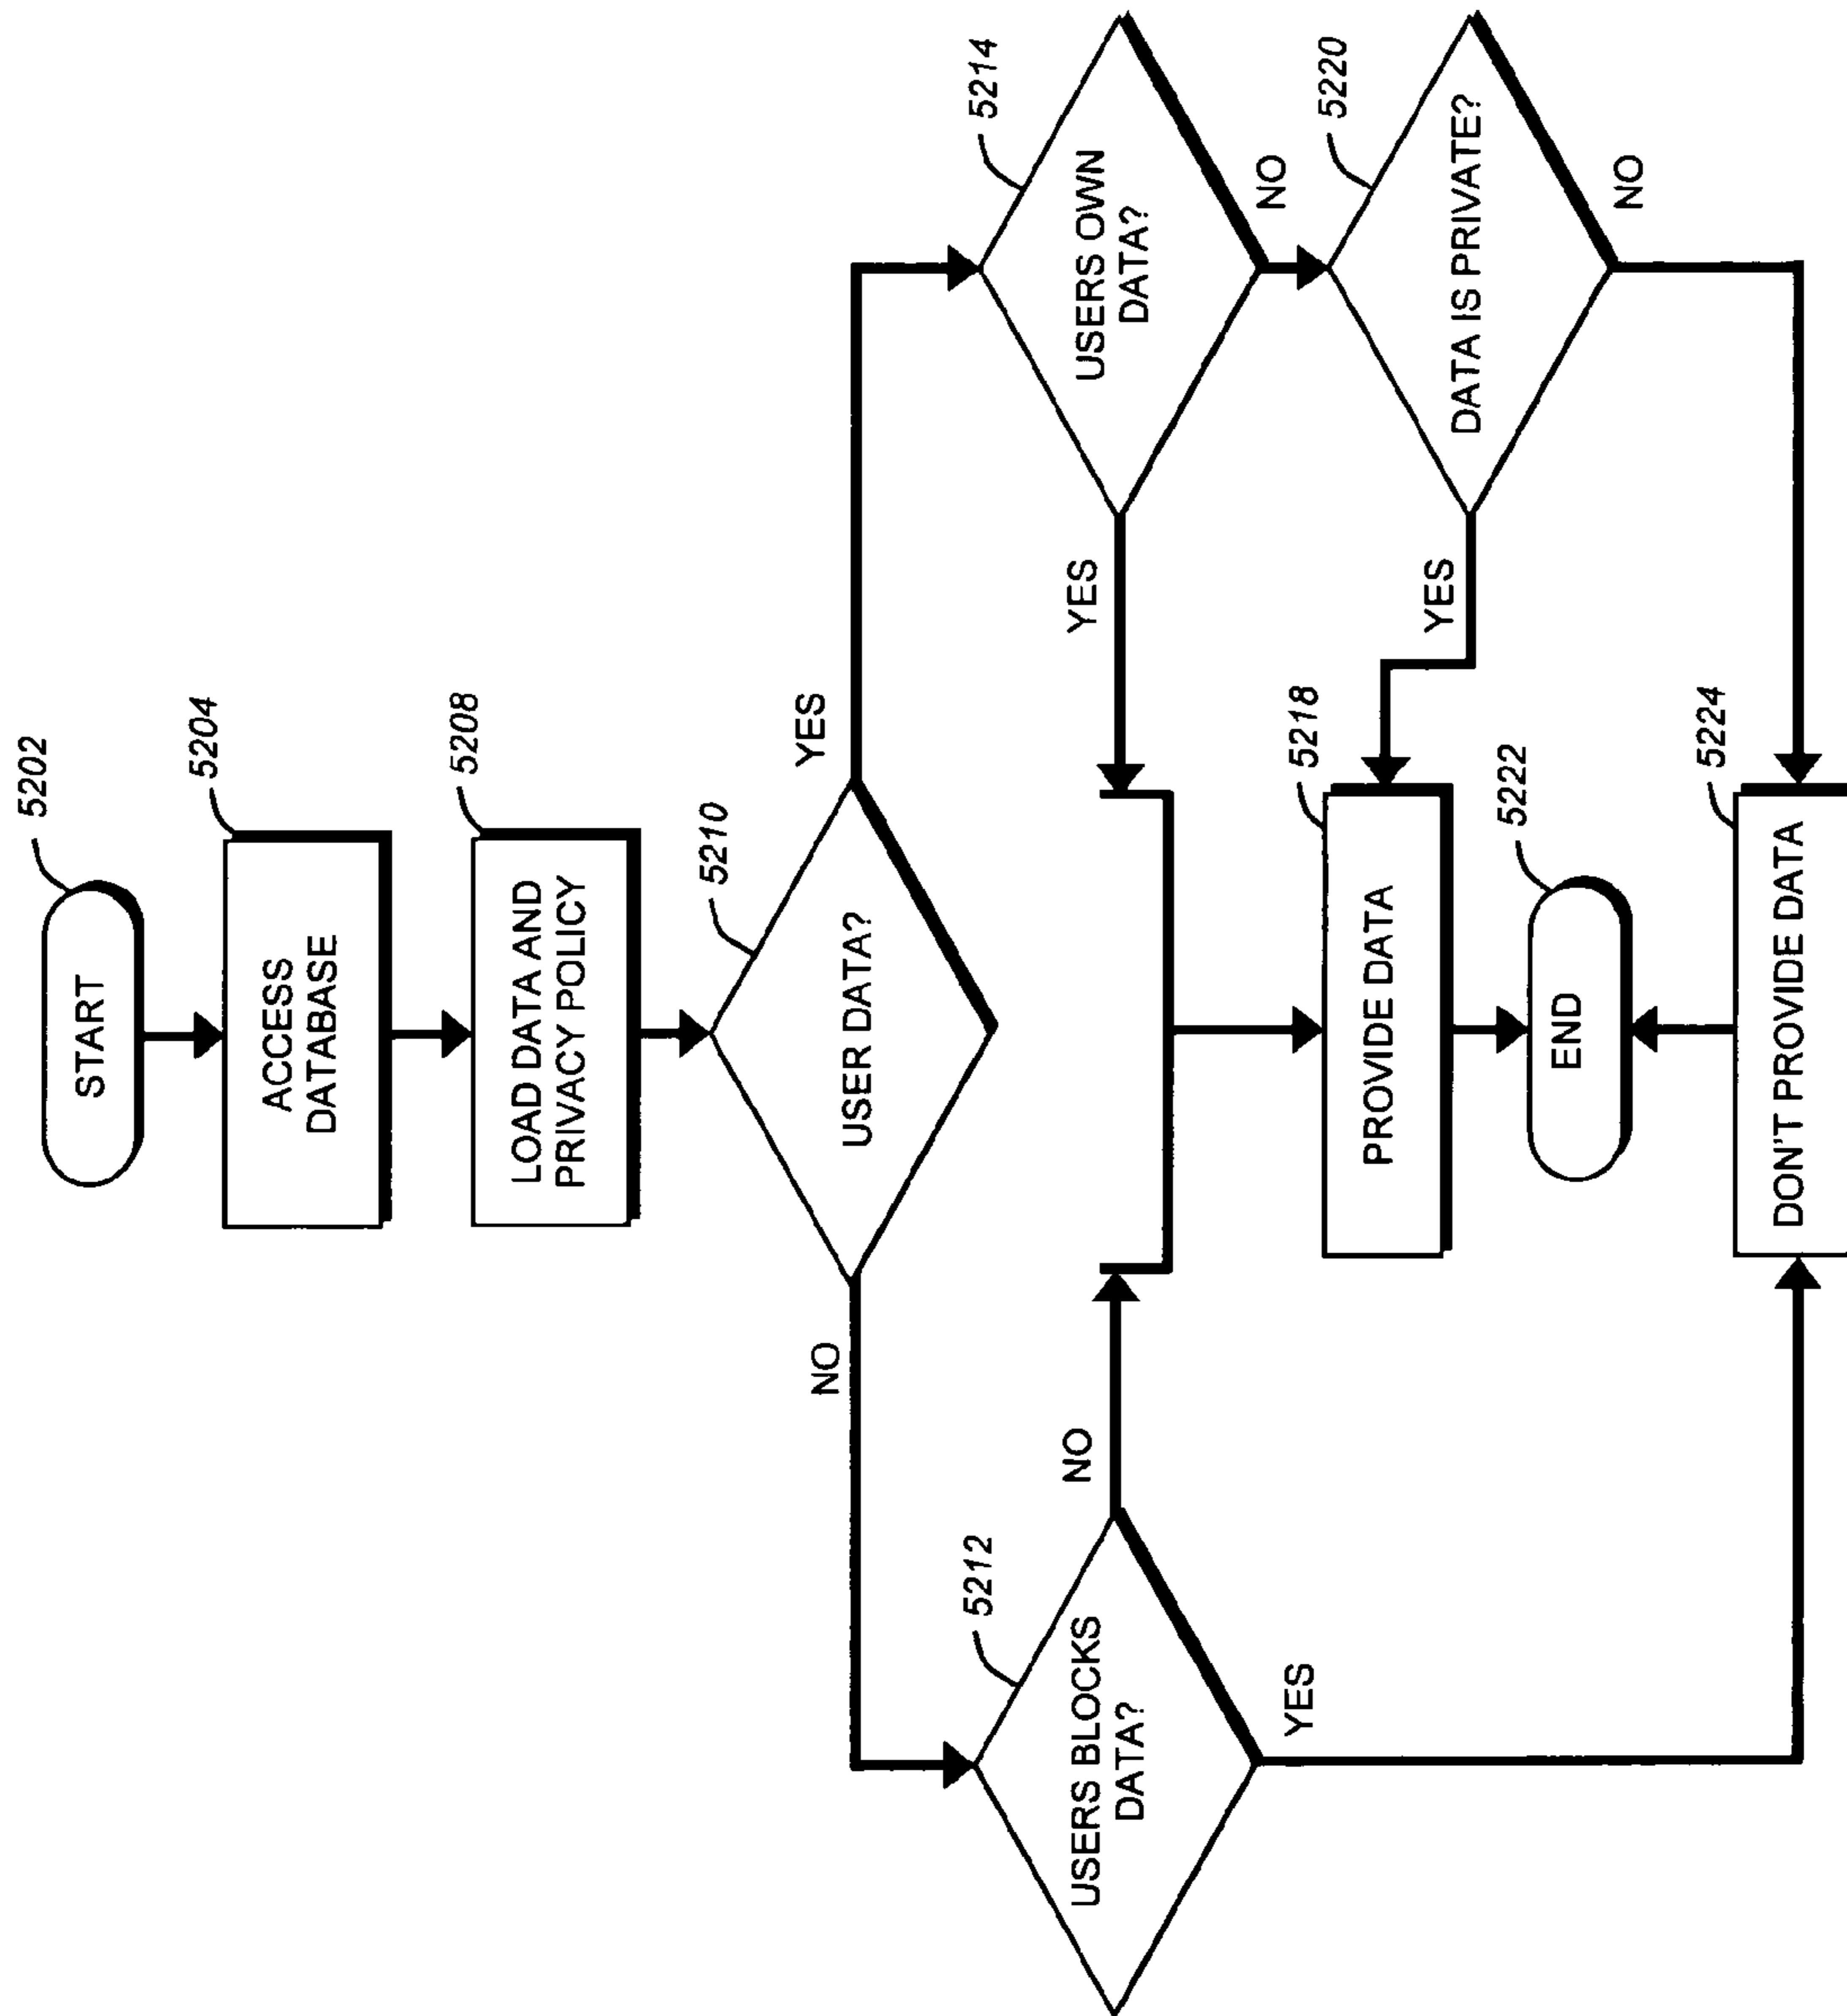 START
5202
ACCESS
DATABASE
5204
LOAD DATA AND
PRIVACY POLICY
5208
USER DATA?
5210
NO
YES
USERS BLOCKS
DATA?
5212
NO
YES
USERS OWN
DATA?
5214
YES
NO
PROVIDE DATA
5218
DATA IS PRIVATE?
5220
YES
NO
END
5222
DON'T PROVIDE DATA
5224